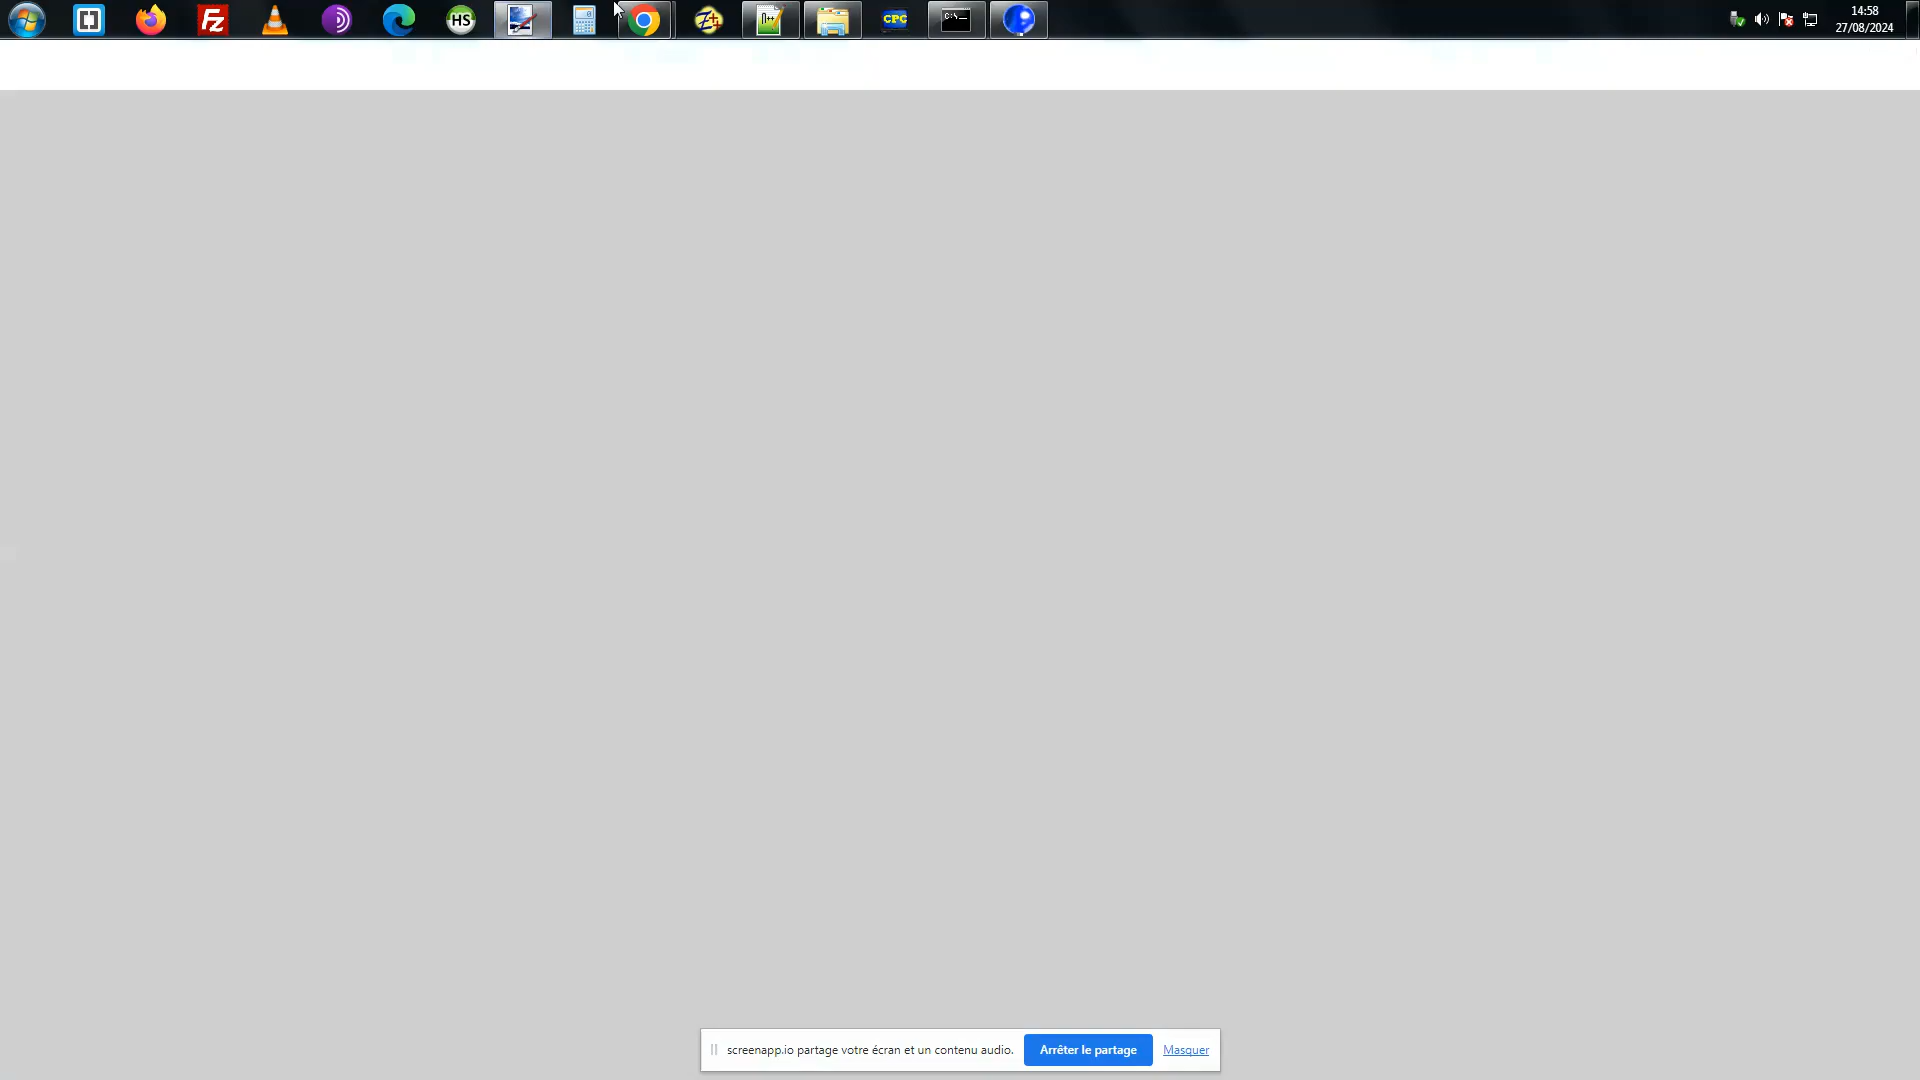 HS
CPC
C:\_
14:58
27/08/2024
screenapp.io partage votre écran et un contenu audio.
Arrêter le partage
Masquer